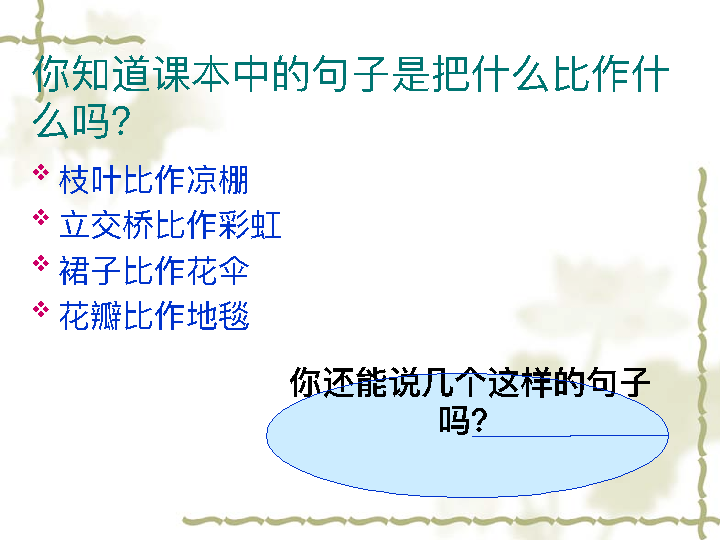 你知道课本中的句子是把什么比作什
么吗?
枝叶比作凉棚
立交桥比作彩虹
裙子比作花伞
花瓣比作地毯
你还能说几个这样的句子
吗?